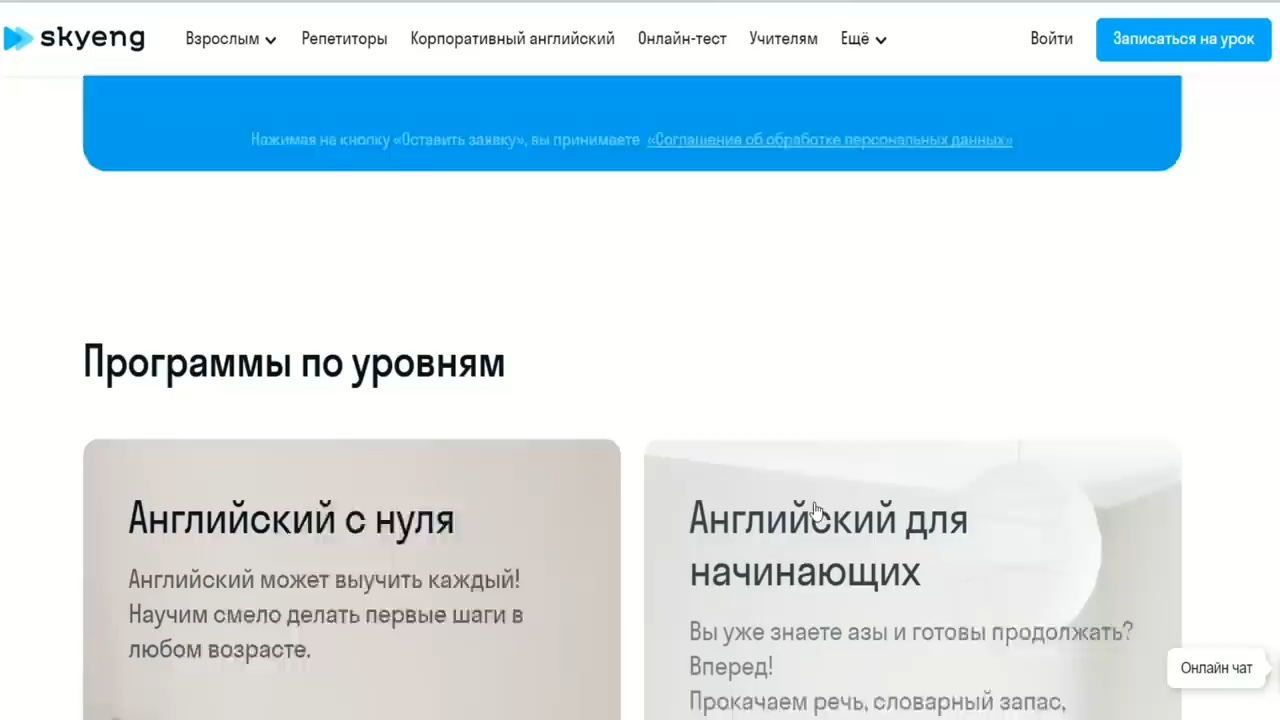 skyeng
Взрослым
Репетиторы
Корпоративный английский
Онлайн-тест
Учителям
Ещё
Войти
Записаться на урок
Нажимая на кнопку «Оставить заявку», вы принимаете «Соглашение об обработке персональных данных»
Программы по уровням
Английский с нуля
Английский может выучить каждый!
Научим смело делать первые шаги в
любом возрасте.
Английский для
начинающих
Вы уже знаете азы и готовы продолжать?
Вперед!
Прокачаем речь, словарный запас,
Онлайн чат